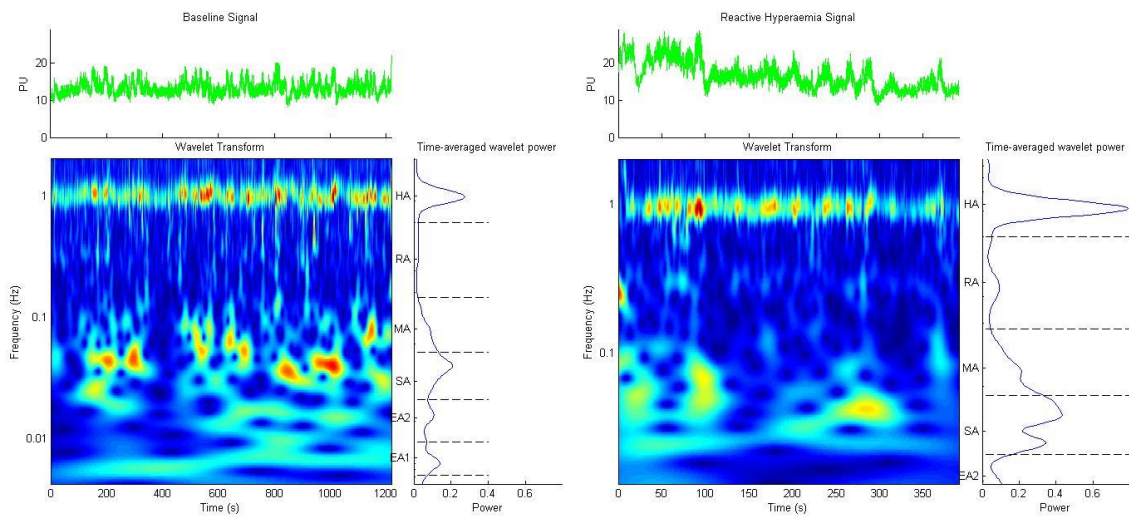 Baseline Signal
PU
20
10
0
Wavelet Transform
Time-averaged wavelet power
Frequency (Hz)
1
0.1
0.01
HA
RA
MA
SA
EA2
EA1
0 200 400 600 800 1000 1200
Time (s)
0 0.2 0.4 0.6 0.8
Power
Reactive Hyperaemia Signal
PU
20
10
0
Wavelet Transform
Time-averaged wavelet power
Frequency (Hz)
1
0.1
HA
RA
MA
SA
EA2
0 50 100 150 200 250 300 350
Time (s)
0 0.2 0.4 0.6
Power